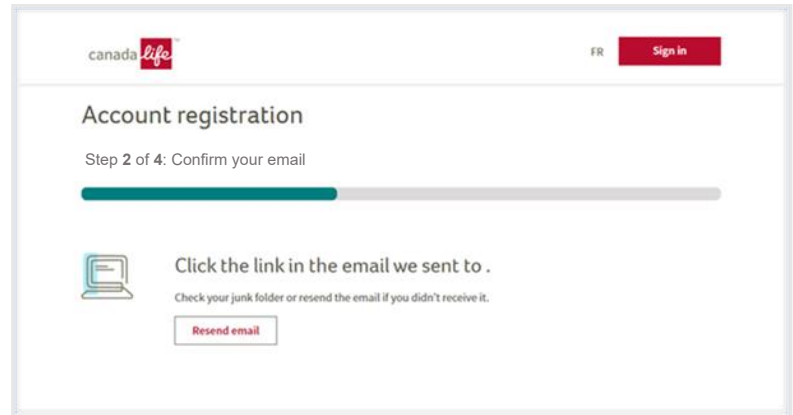 canada life™
FR
Sign in
Account registration
Step 2 of 4: Confirm your email
Click the link in the email we sent to .
Check your junk folder or resend the email if you didn't receive it.
Resend email